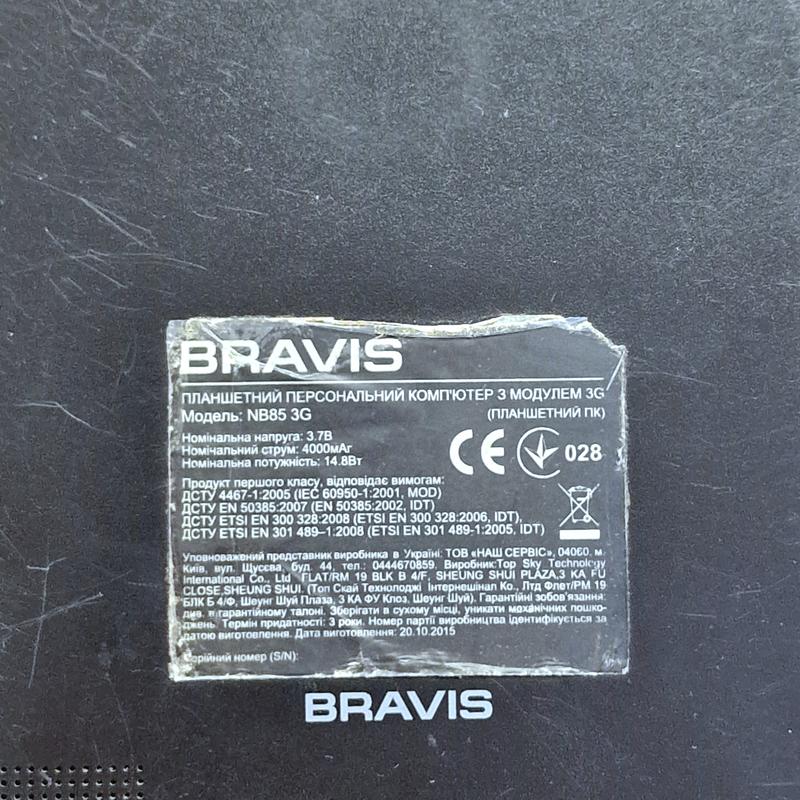 BRAVIS
ПЛАНШЕТНИЙ ПЕРСОНАЛЬНИЙ КОМП'ЮТЕР З МОДУЛЕМ 3G
Модель: NB85 3G (ПЛАНШЕТНИЙ ПК)
Номінальна напруга: 3.7В
Номічальний струм: 4000мАг
Номінальна потужність: 14.8Вт
CE 028
Продукт першого класу, відповідає вимогам:
ДСТУ 4467-1:2005 (IEC 60950-1:2001, MOD)
ДСТУ EN 50385:2007 (EN 50385:2002, IDT)
ДСТУ ETSI EN 300 328:2008 (ETSI EN 300 328:2006, IDT),
ДСТУ ETSI EN 301 489–1:2008 (ETSI EN 301 489-1:2005, IDT)
Уповноважений представник виробника в Україні: ТОВ «НАШ СЕРВІС», 04060, м.
Київ, вул. Щусєва, буд. 44, тел.: 0444670859. Виробник:Top Sky Technology
International Co., Ltd FLAT/RM 19 BLK B 4/F, SHEUNG SHUI PLAZA,3 KA FU
CLOSE,SHEUNG SHUI. (Топ Скай Технолоджі Інтернешінал Ко., Лтд Флет/РМ 19
БЛК Б 4/Ф, Шеунг Шуй Плаза, 3 КА ФУ Клоз, Шеунг Шуй). Гарантійні зобов'язання:
див. в гарантійному талоні. Зберігати в сухому місці, уникати механічних пошко-
джень. Термін придатності: 3 роки. Номер партії виробництва ідентифікується за
датою виготовлення. Дата виготовлення: 20.10.2015
Серійний номер (S/N):
BRAVIS